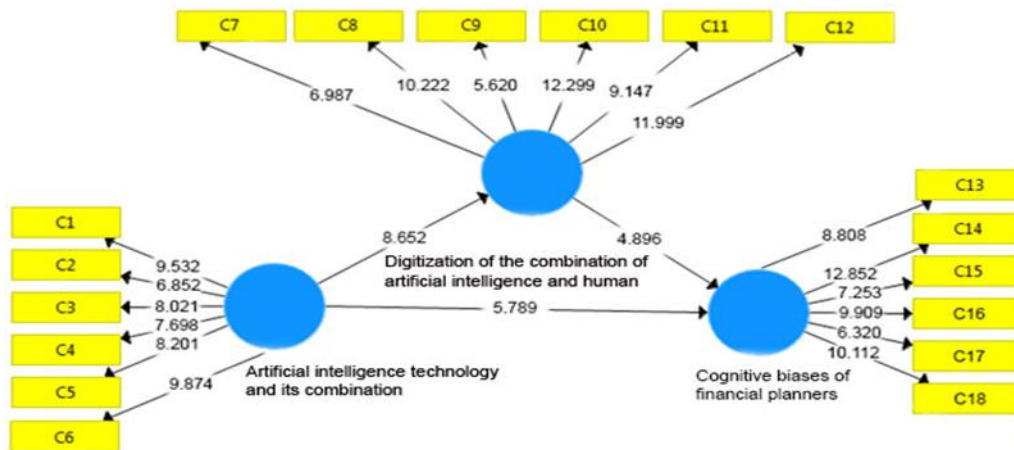 C7 C8 C9 C10 C11 C12
6.987 10.222 5.620 12.299 9.147 11.999
C13
C14
C15
C16
C17
C18
8.808
12.852
7.253
9.909
6.320
10.112
C1
C2
C3
C4
C5
C6
9.532
6.852
8.021
7.698
8.201
9.874
8.652
4.896
Digitization of the combination of
artificial intelligence and human
5.789
Artificial intelligence technology
and its combination
Cognitive biases of
financial planners